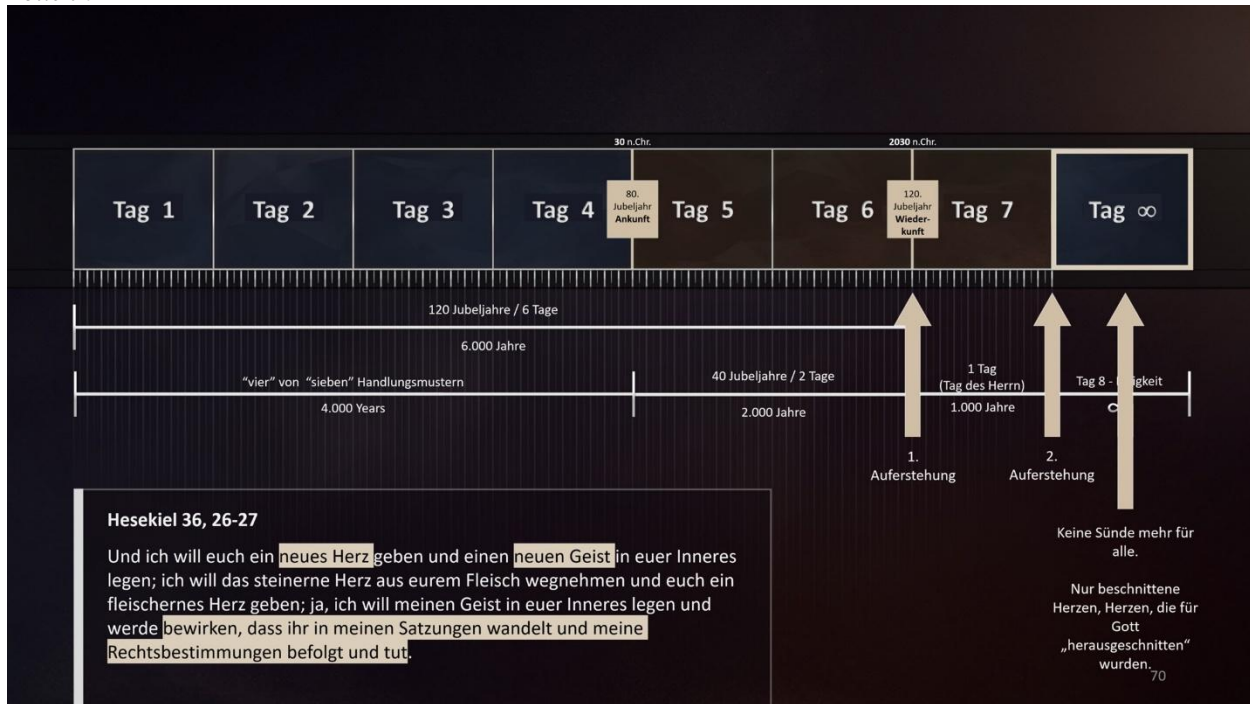 30 n.Chr.
2030 n.Chr.
Tag 1
Tag 2
Tag 3
Tag 4
80.
Jubeljahr
Ankunft
Tag 5
Tag 6
120.
Jubeljahr
Wieder-
kunft
Tag 7
Tag ∞
120 Jubeljahre / 6 Tage
6.000 Jahre
"vier" von "sieben" Handlungsmustern
4.000 Years
40 Jubeljahre / 2 Tage
2.000 Jahre
1 Tag
(Tag des Herrn)
1.000 Jahre
Tag 8 -
1.
Auferstehung
2.
Auferstehung
Keine Sünde mehr für
alle.
Nur beschnittene
Herzen, Herzen, die für
Gott
„herausgeschnitten"
wurden.
70
Hesekiel 36, 26-27
Und ich will euch ein neues Herz geben und einen neuen Geist in euer Inneres
legen; ich will das steinerne Herz aus eurem Fleisch wegnehmen und euch ein
fleischernes Herz geben; ja, ich will meinen Geist in euer Inneres legen und
werde bewirken, dass ihr in meinen Satzungen wandelt und meine
Rechtsbestimmungen befolgt und tut.